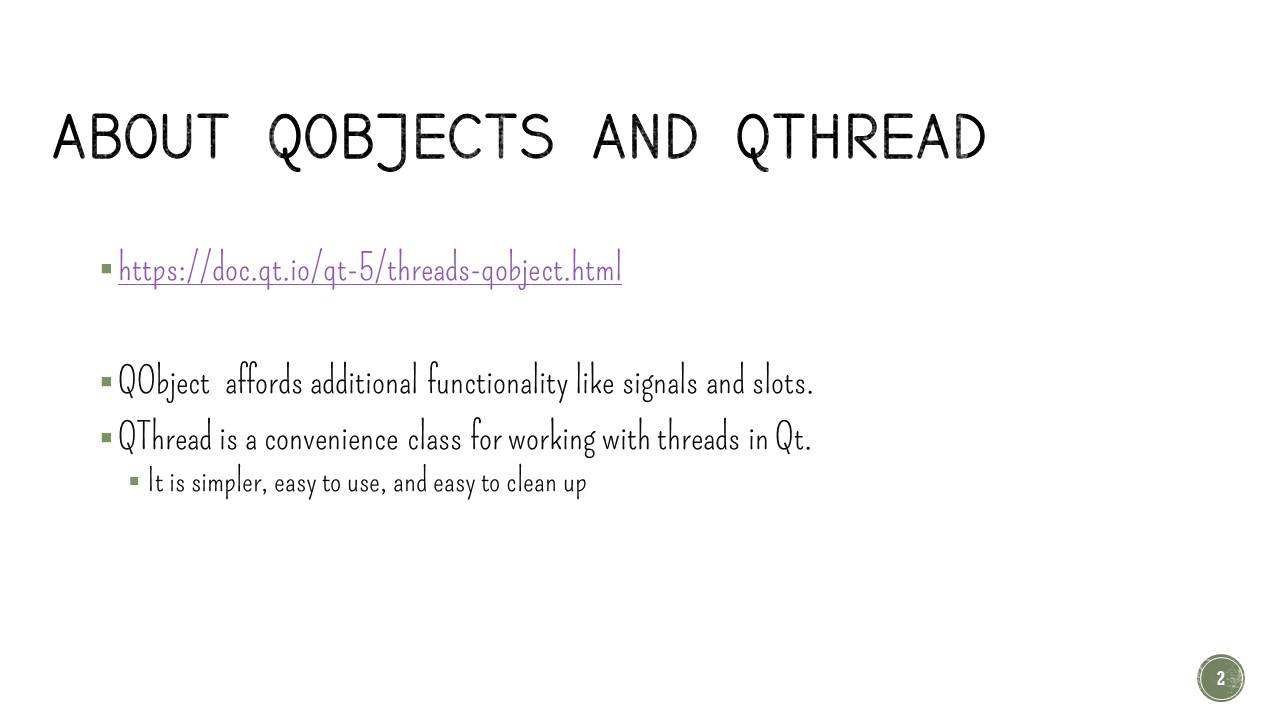 ABOUT QOBJECTS AND QTHREAD
https://doc.qt.io/qt-5/threads-qobject.html
QObject  affords additional functionality like signals and slots.
QThread is a convenience class for working with threads in Qt.
It is simpler, easy to use, and easy to clean up
2